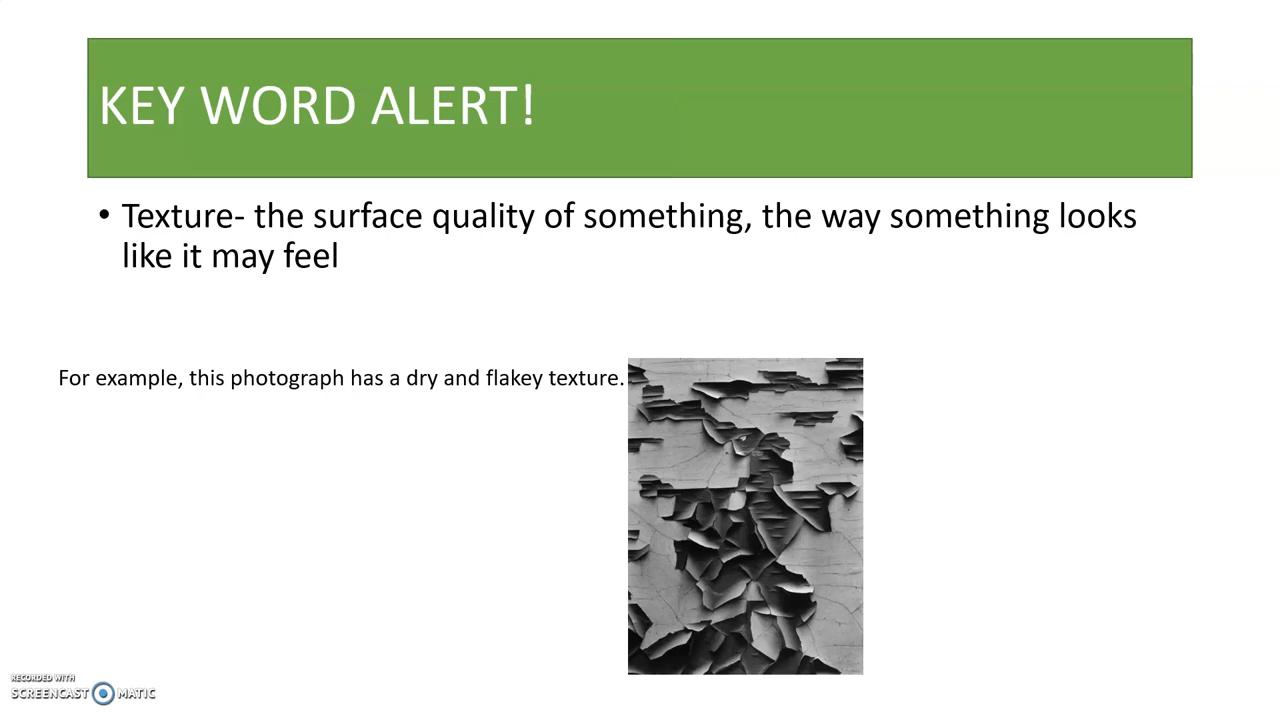 KEY WORD ALERT!
• Texture- the surface quality of something, the way something looks
like it may feel
For example, this photograph has a dry and flakey texture.
RECORDED WITH
SCREENCAST MATIC